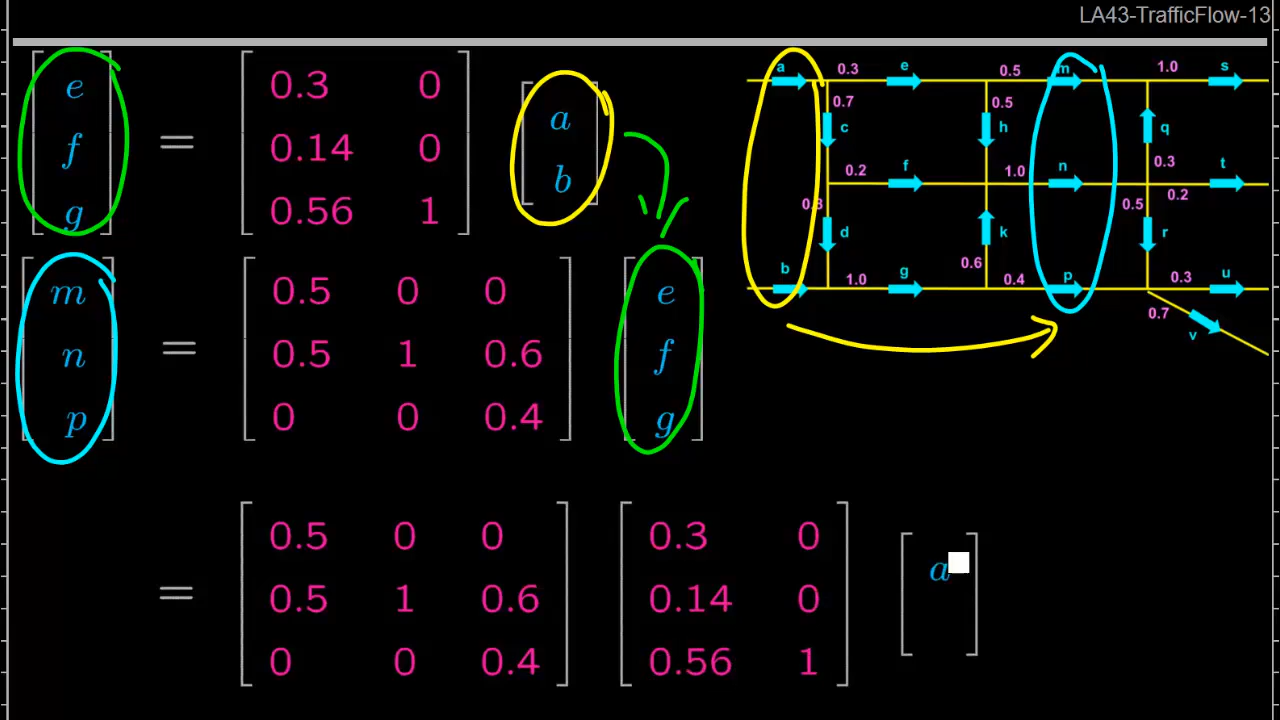 LA43-TrafficFlow-13
e
f
g
=
0.3 0
0.14 0
0.56 1
a
b
m
n
p
=
0.5 0 0
0.5 1 0.6
0 0 0.4
e
f
g
=
0.5 0 0
0.5 1 0.6
0 0 0.4
0.3 0
0.14 0
0.56 1
a
a 0.3 e 0.5 m 1.0 s
0.7 0.5
c h q
0.2 f 1.0 n 0.3 t
0.2
0.8 0.5
d k r
b 1.0 g 0.6 0.4 p 0.3 u
0.7
v